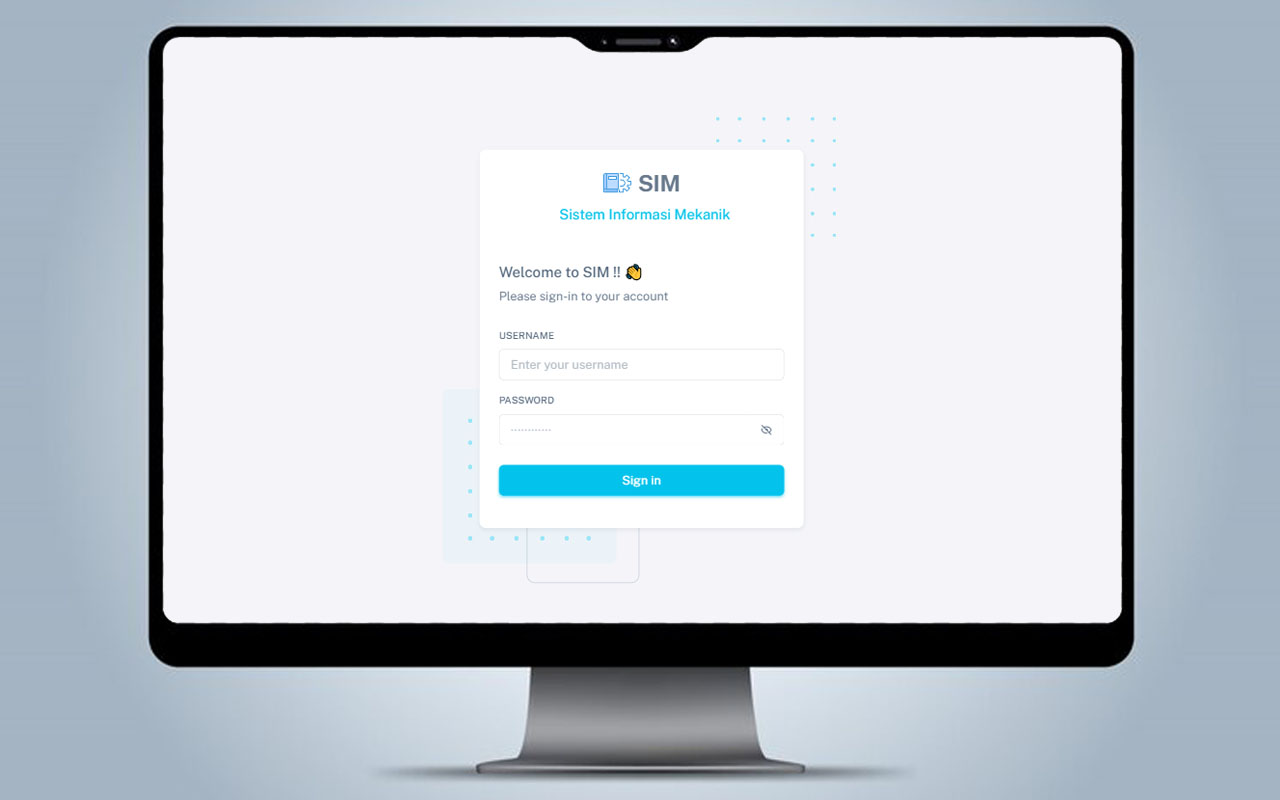 SIM
Sistem Informasi Mekanik
Welcome to SIM !! 👋
Please sign-in to your account
USERNAME
Enter your username
PASSWORD
············
Sign in